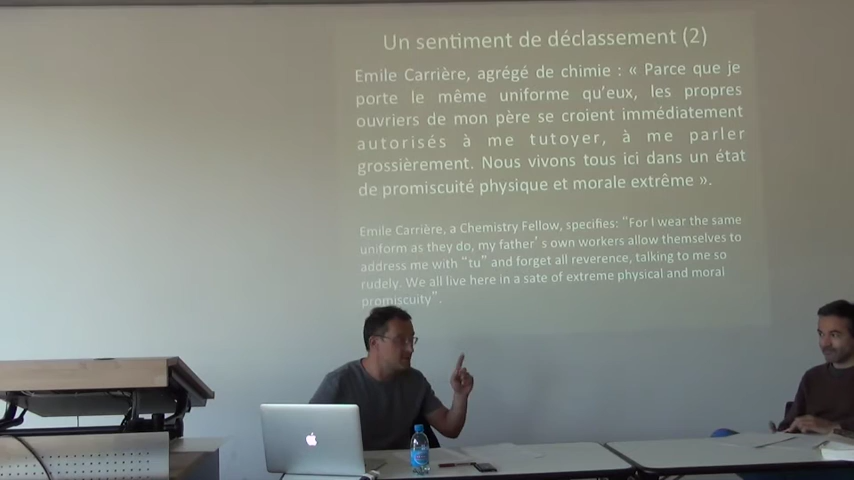 Un sentiment de déclassement (2)
Emile Carrière, agrégé de chimie : « Parce que je
porte le même uniforme qu'eux, les propres
ouvriers de mon père se croient immédiatement
autorisés à me tutoyer, à me parler
grossièrement. Nous vivons tous ici dans un état
de promiscuité physique et morale extrême ».
Emile Carrière, a Chemistry Fellow, specifies: "For I wear the same
uniform as they do, my father's own workers allow themselves to
address me with "tu" and forget all reverence, talking to me so
rudely. We all live here in a sate of extreme physical and moral
promiscuity".